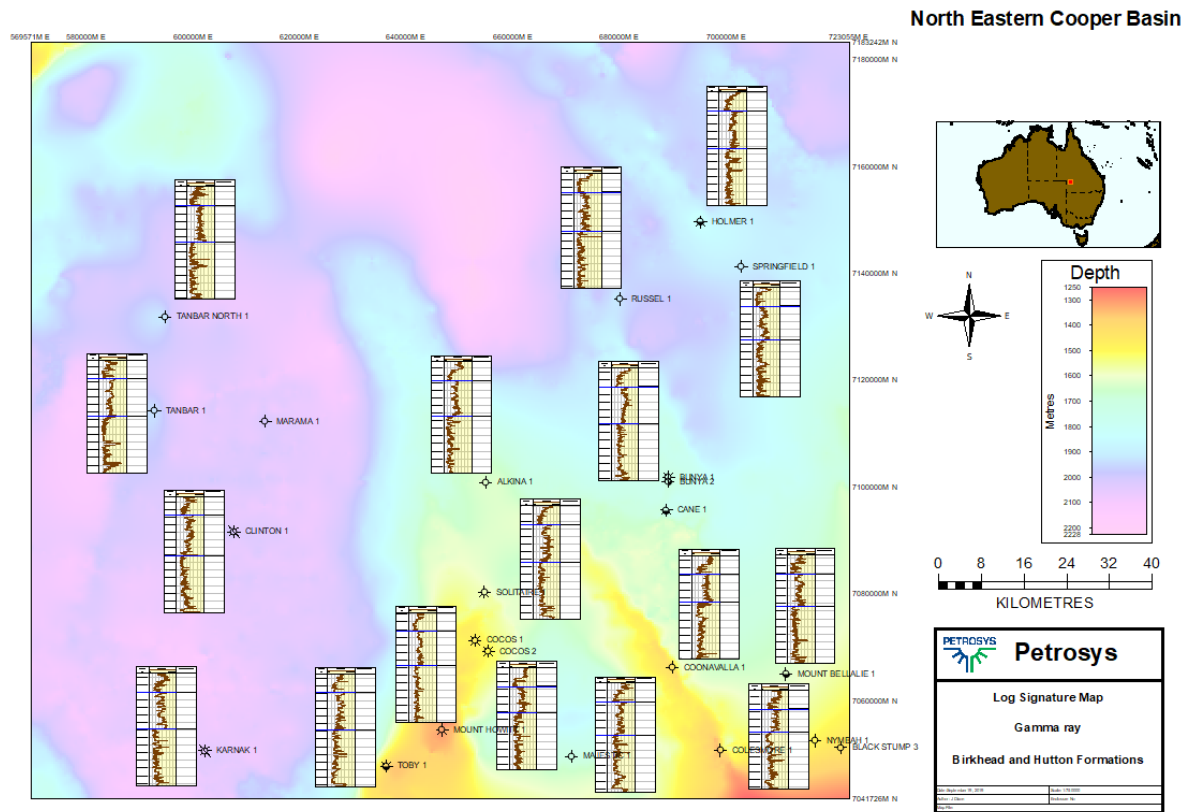 North Eastern Cooper Basin
569571M E 580000M E 600000M E 620000M E 640000M E 660000M E 680000M E 700000M E 723055M E
7183242M N
7180000M N
7160000M N
HOLMER 1
SPRINGFIELD 1
7140000M N
RUSSEL 1
TANBAR NORTH 1
7120000M N
TANBAR 1
MARAMA 1
ALKINA 1
BUNYA 1
BUNYA 2
7100000M N
CANE 1
CLINTON 1
SOLITAIRE
7080000M N
COCOS 1
COCOS 2
COONAVALLA 1
MOUNT BELLALIE 1
7060000M N
MOUNT HOWITT 1
NYMBAH 1
BLACK STUMP 3
KARNAK 1
COLESMORE 1
MAJESTIC 1
TOBY 1
7041726M N
N
W E
S
Depth
Metres
1250
1300
1400
1500
1600
1700
1800
1900
2000
2100
2200
2228
0 8 16 24 32 40
KILOMETRES
PETROSYS
Petrosys
Log Signature Map
Gamma ray
Birkhead and Hutton Formations